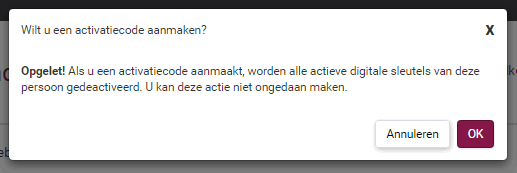 Wilt u een activatiecode aanmaken?
X
Opgelet! Als u een activatiecode aanmaakt, worden alle actieve digitale sleutels van deze
persoon gedeactiveerd. U kan deze actie niet ongedaan maken.
Annuleren
OK